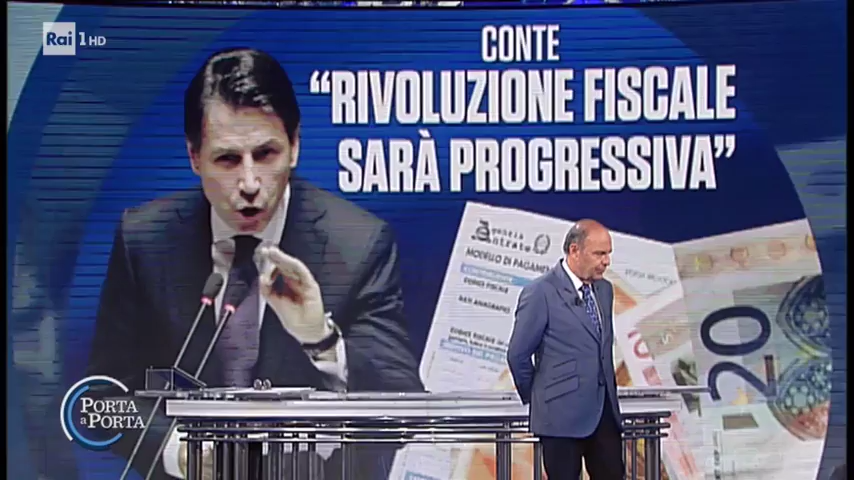 Rai 1 HD
CONTE
“RIVOLUZIONE FISCALE
SARÀ PROGRESSIVA”
Agenzia
Entrate
MODELLO DI PAGAMEN
CODICE FISCALE
DATI ANAGRAFICI
20
PORTA
a PORTA